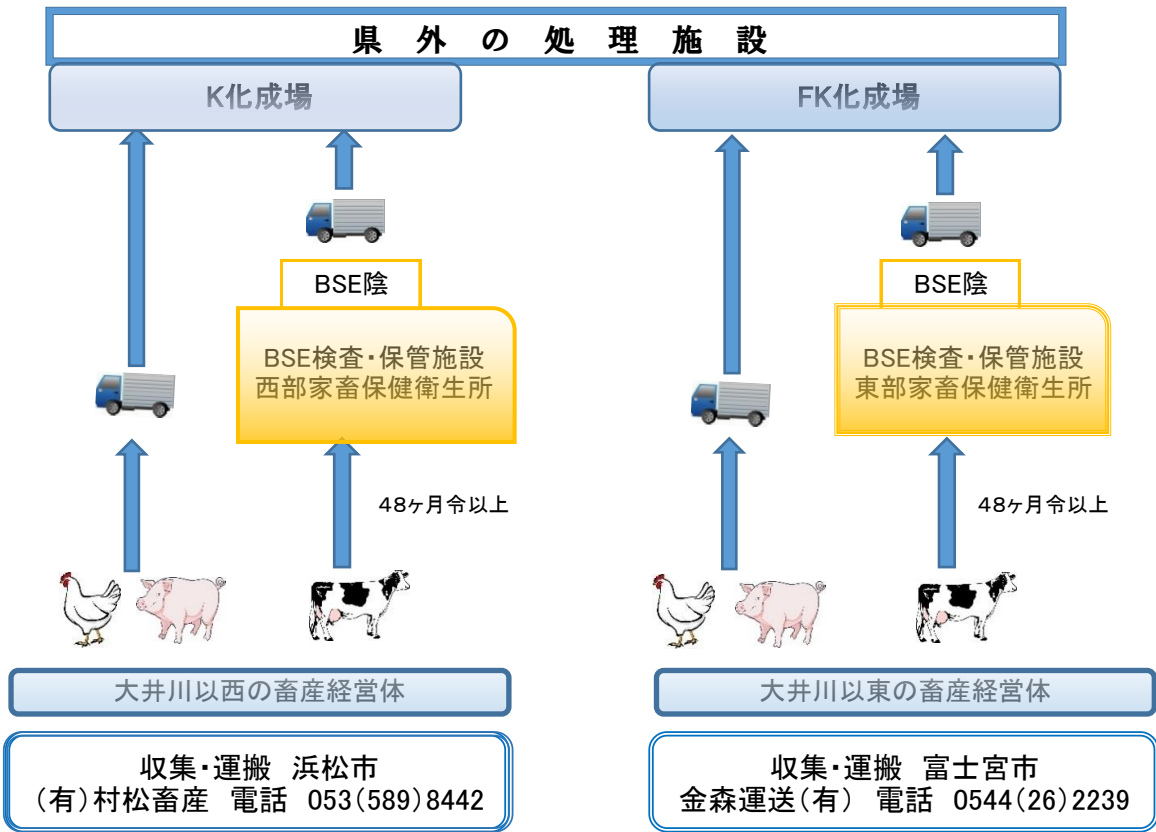 県外の処理施設
K化成場
FK化成場
BSE陰
BSE陰
BSE検査・保管施設
西部家畜保健衛生所
BSE検査・保管施設
東部家畜保健衛生所
48ヶ月令以上
48ヶ月令以上
大井川以西の畜産経営体
大井川以東の畜産経営体
収集・運搬 浜松市
(有)村松畜産 電話 053(589)8442
収集・運搬 富士宮市
金森運送(有) 電話 0544(26)2239